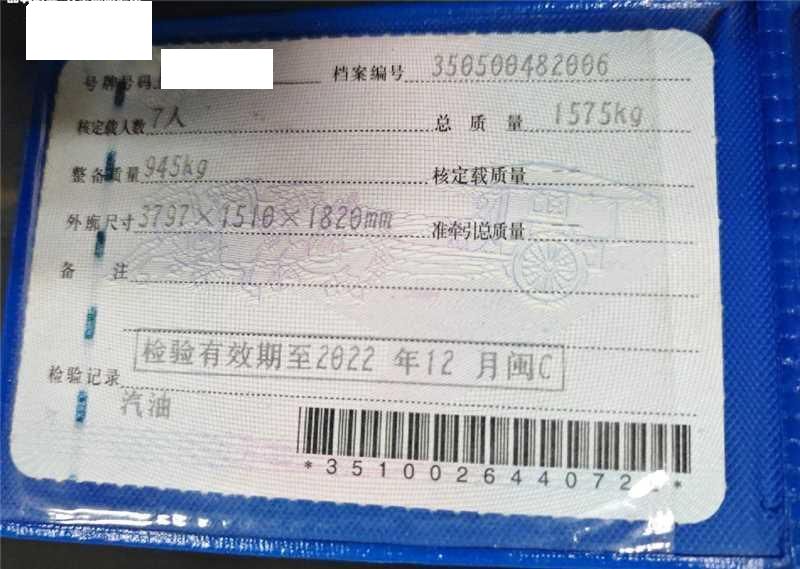 号牌号码 档案编号 350500482006
核定载人数 7人 总质量 1575kg
整备质量 945kg 核定载质量 --
外廓尺寸 3797×1510×1820mm 准牵引总质量
备注
检验有效期至2022年12月闽C
检验记录
汽油